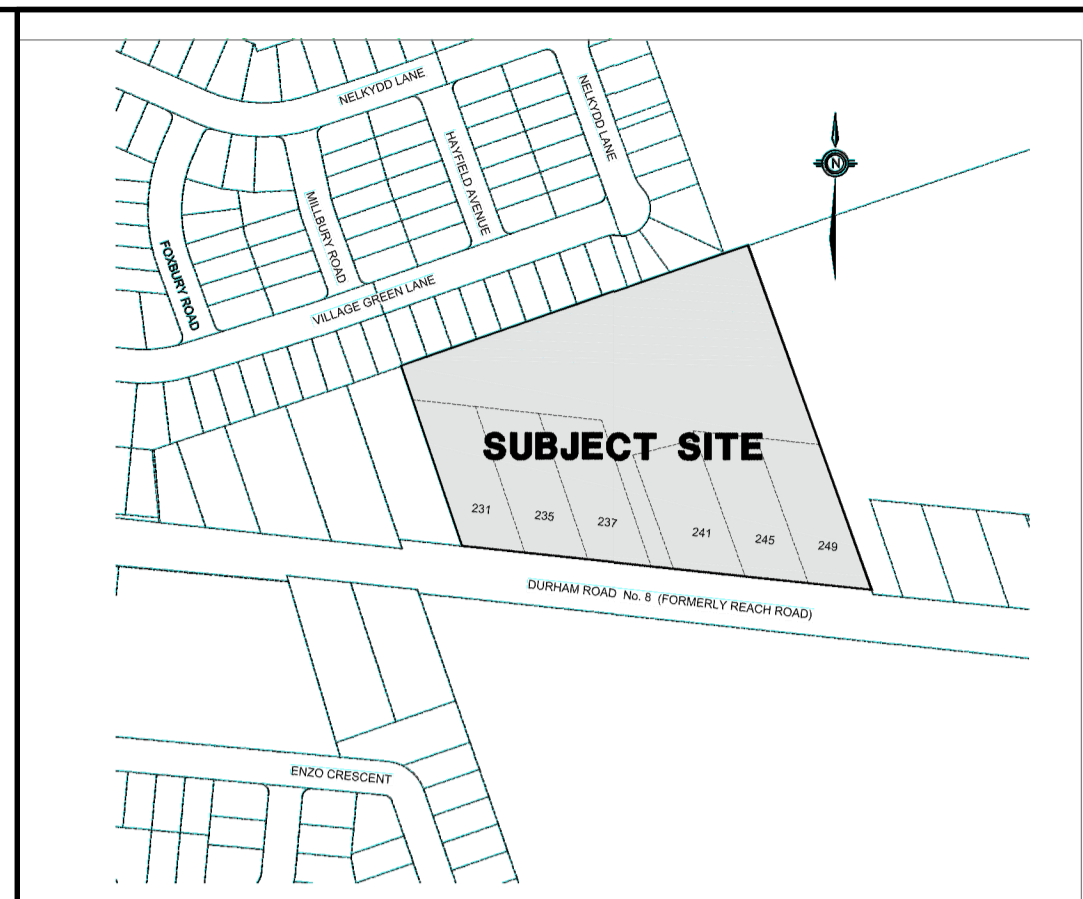 NELKYDD LANE
NELKYDD LANE
HAYFIELD AVENUE
MILLBURY ROAD
FOXBURY ROAD
VILLAGE GREEN LANE
N
SUBJECT SITE
231
235
237
241
245
249
DURHAM ROAD No. 8 (FORMERLY REACH ROAD)
ENZO CRESCENT